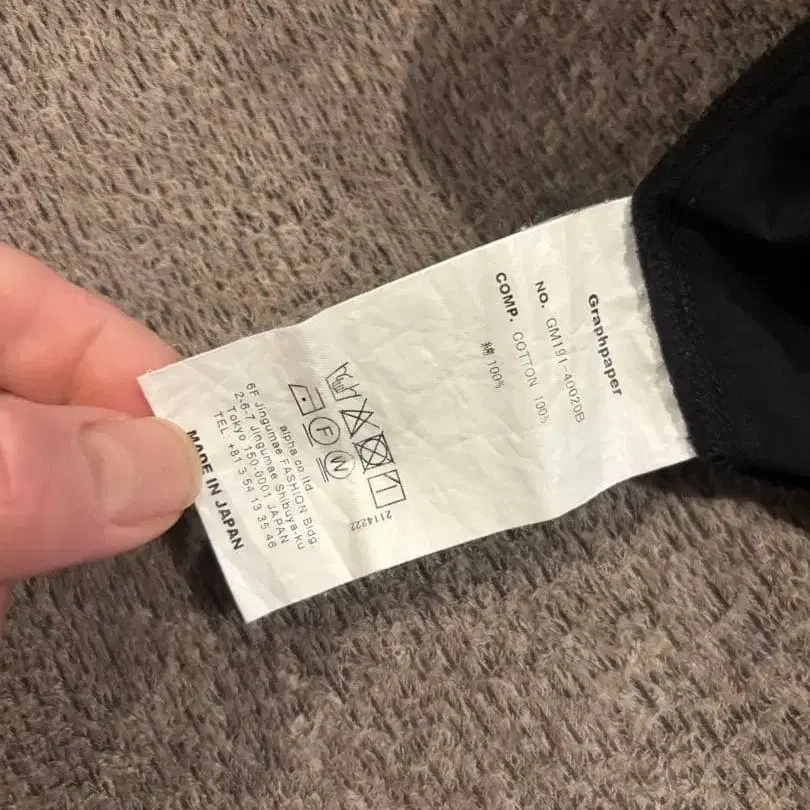 Graphpaper
NO. GM191-40020B
COMP. COTTON 100%
綿 100%
2114222
F
W
alpha.co.ltd.
6F Jingumae FASHION Bldg
2-6-7 Jingumae Shibuya-ku
Tokyo 150-0001 JAPAN
TEL. +81 3 54 13 35 46
MADE IN JAPAN